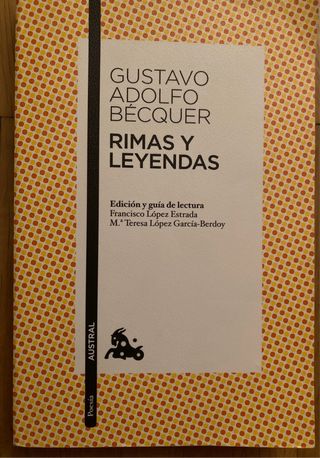 GUSTAVO
ADOLFO
BÉCQUER
RIMAS Y
LEYENDAS
Edición y guía de lectura
Francisco López Estrada
M.ª Teresa López García-Berdoy
AUSTRAL
Poesía